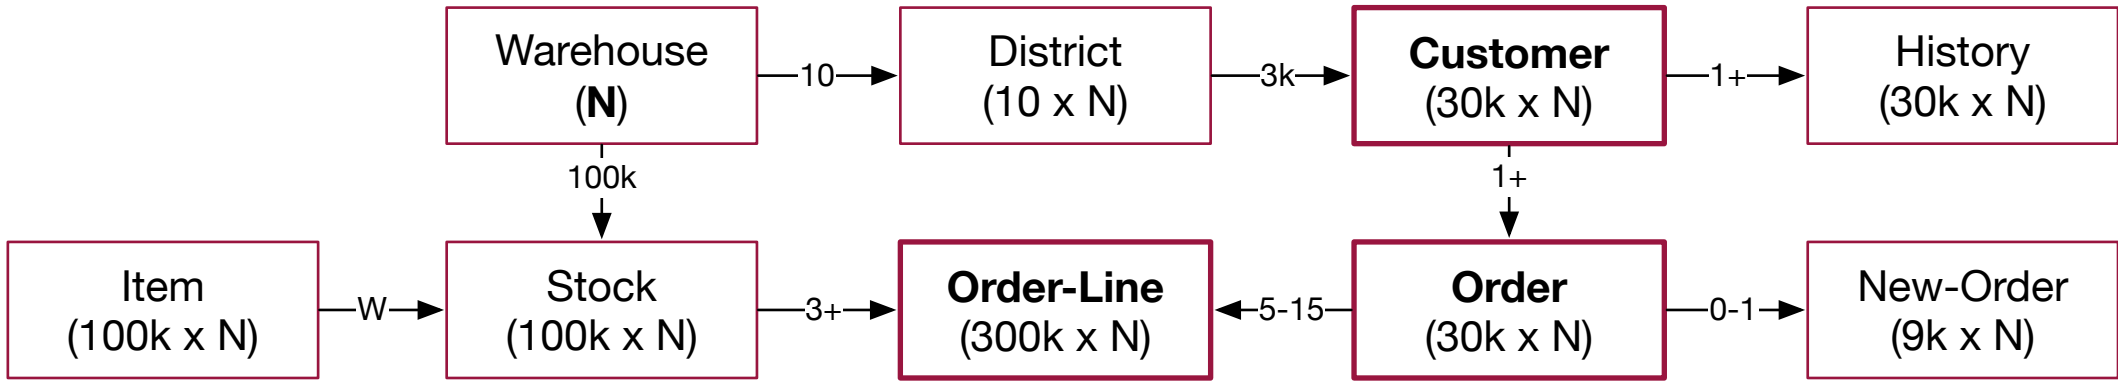 Warehouse
(N)
10
District
(10 x N)
3k
Customer
(30k x N)
1+
History
(30k x N)
100k
1+
Item
(100k x N)
W
Stock
(100k x N)
3+
Order-Line
(300k x N)
5-15
Order
(30k x N)
0-1
New-Order
(9k x N)